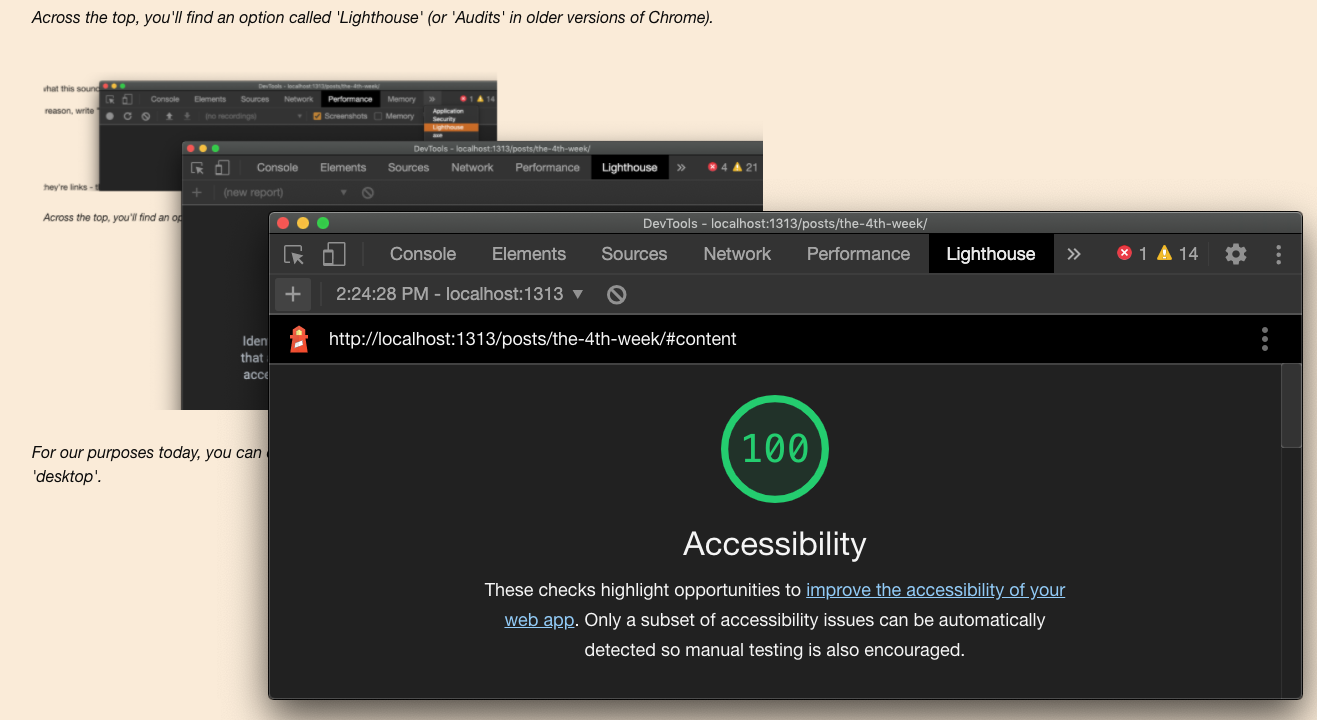 Across the top, you'll find an option called 'Lighthouse' (or 'Audits' in older versions of Chrome).
what this sound
DevTools - localhost:1313/posts/the-4th-week/
Console Elements Sources Network Performance Memory » 1 14
reason, write "
(no recordings) ▼ Screenshots Memory
Application
Security
Lighthouse
axe
DevTools - localhost:1313/posts/the-4th-week/
Console Elements Sources Network Performance Lighthouse » 4 21
they're links - t
+ (new report) ▼
Across the top, you'll find an op
DevTools - localhost:1313/posts/the-4th-week/
Console Elements Sources Network Performance Lighthouse » 1 14
+ 2:24:28 PM - localhost:1313 ▼
http://localhost:1313/posts/the-4th-week/#content
Iden
that
acce
100
For our purposes today, you can
'desktop'.
Accessibility
These checks highlight opportunities to improve the accessibility of your
web app. Only a subset of accessibility issues can be automatically
detected so manual testing is also encouraged.